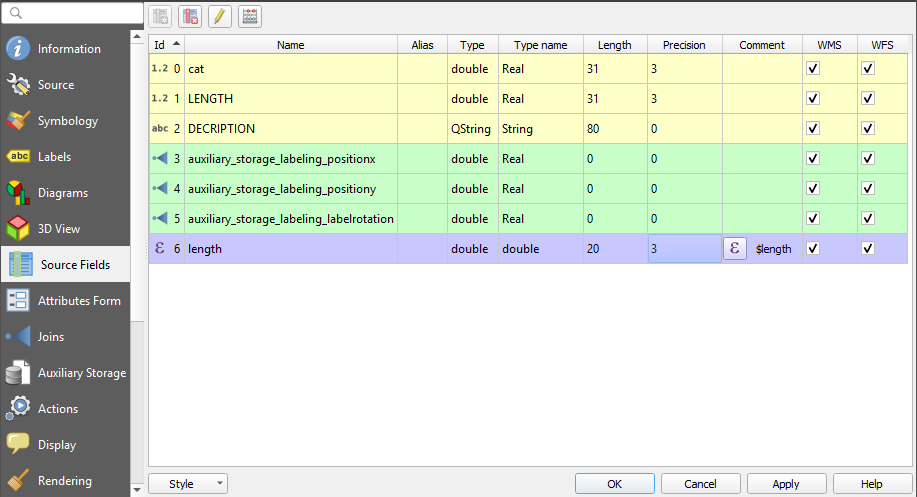 Information
Source
Symbology
abc Labels
Diagrams
3D View
Source Fields
Attributes Form
Joins
Auxiliary Storage
Actions
Display
Rendering
Id Name Alias Type Type name Length Precision Comment WMS WFS
1.2 0 cat double Real 31 3
1.2 1 LENGTH double Real 31 3
abc 2 DECRIPTION QString String 80 0
3 auxiliary_storage_labeling_positionx double Real 0 0
4 auxiliary_storage_labeling_positiony double Real 0 0
5 auxiliary_storage_labeling_labelrotation double Real 0 0
ε 6 length double double 20 3 ε $length
Style OK Cancel Apply Help